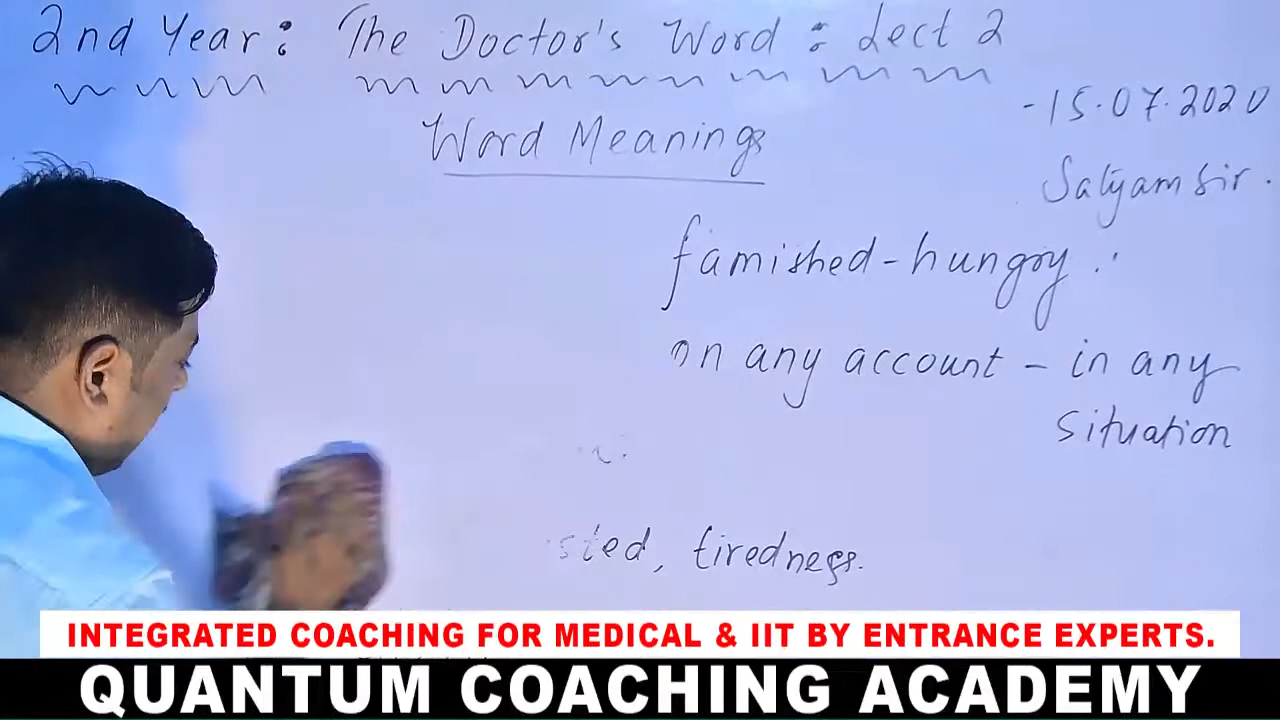 2nd Year: The Doctor's Word : Lect 2
- 15.07.2020
Word Meanings
Satyam Sir.
famished - hungry.
on any account - in any
situation
tiredness.
INTEGRATED COACHING FOR MEDICAL & IIT BY ENTRANCE EXPERTS.
QUANTUM COACHING ACADEMY